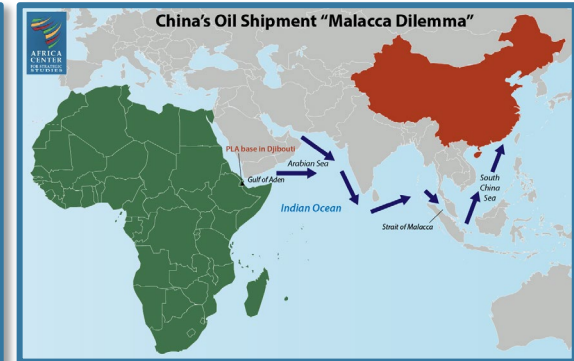 China's Oil Shipment "Malacca Dilemma"
AFRICA
CENTER
FOR STRATEGIC
STUDIES
PLA base in Djibouti
Arabian Sea
Gulf of Aden
Indian Ocean
South
China
Sea
Strait of Malacca